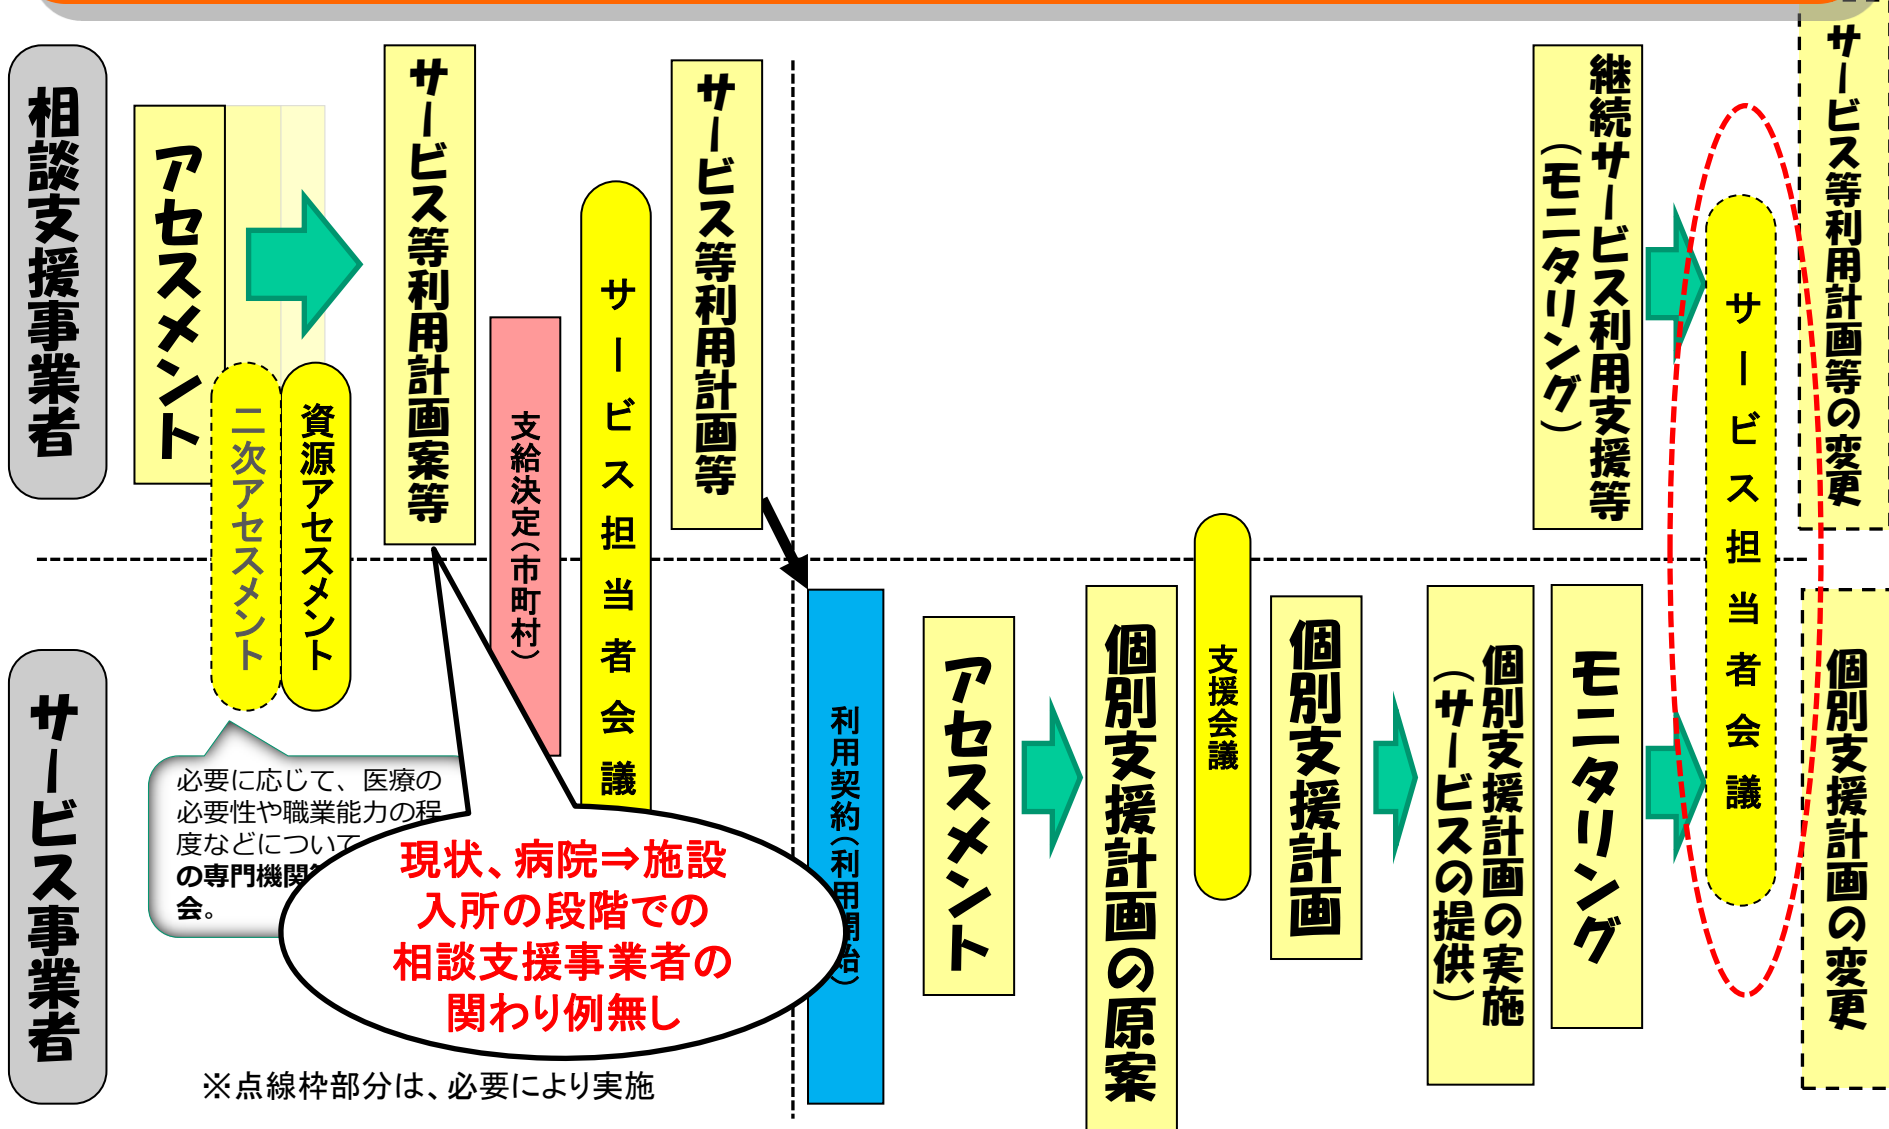 相談支援事業者
アセスメント
二次アセスメント
資源アセスメント
サービス等利用計画案等
支給決定(市町村)
サービス担当者会議
サービス等利用計画等
継続サービス利用支援等
(モニタリング)
サービス担当者会議
サービス等利用計画等の変更
サービス事業者
必要に応じて、医療の
必要性や職業能力の程
度などについて
の専門機関
会。
現状、病院⇒施設
入所の段階での
相談支援事業者の
関わり例無し
利用契約(利用開始)
アセスメント
個別支援計画の原案
支援会議
個別支援計画
個別支援計画の実施
(サービスの提供)
モニタリング
個別支援計画の変更
※点線枠部分は、必要により実施